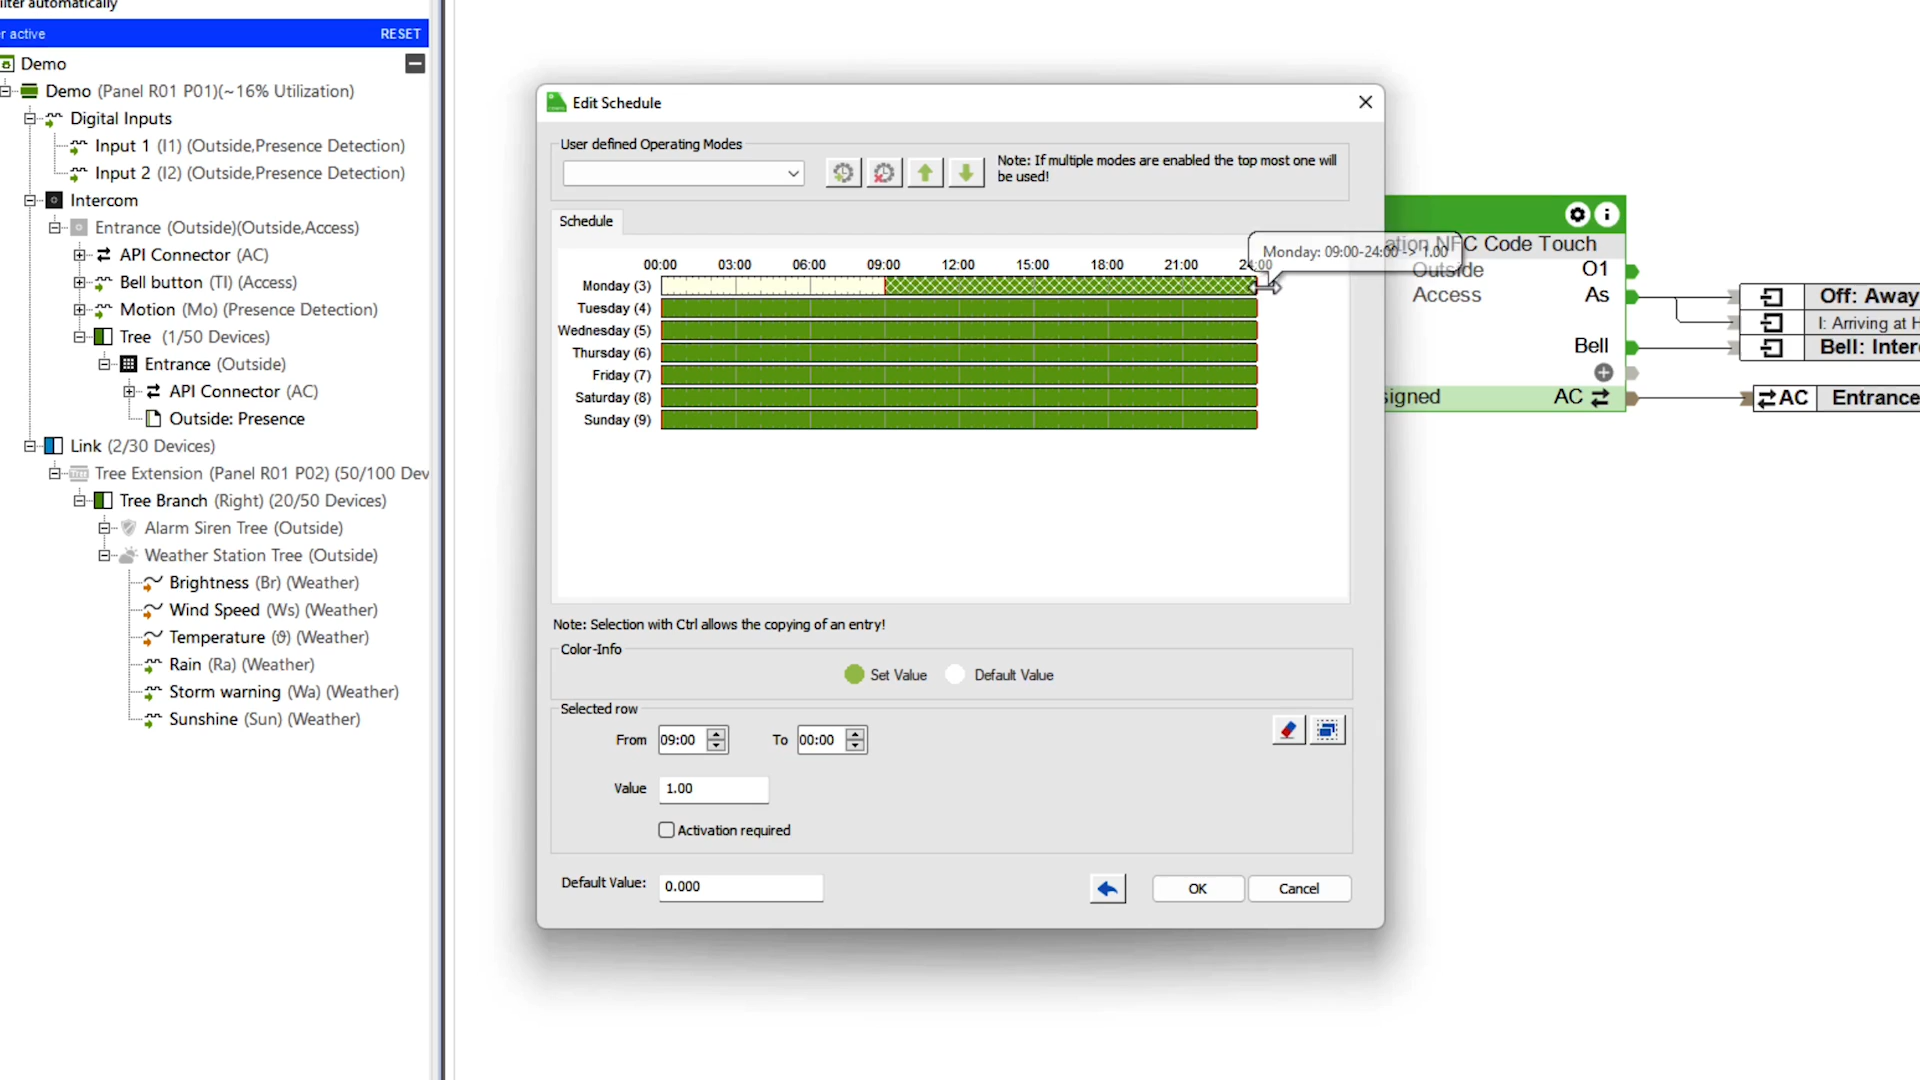 ilter automatically
r active RESET
Demo
Demo (Panel R01 P01)(~16% Utilization)
Digital Inputs
Input 1 (I1) (Outside,Presence Detection)
Input 2 (I2) (Outside,Presence Detection)
Intercom
Entrance (Outside)(Outside,Access)
API Connector (AC)
Bell button (TI) (Access)
Motion (Mo) (Presence Detection)
Tree (1/50 Devices)
Entrance (Outside)
API Connector (AC)
Outside: Presence
Link (2/30 Devices)
Tree Extension (Panel R01 P02) (50/100 Dev
Tree Branch (Right) (20/50 Devices)
Alarm Siren Tree (Outside)
Weather Station Tree (Outside)
Brightness (Br) (Weather)
Wind Speed (Ws) (Weather)
Temperature (ϑ) (Weather)
Rain (Ra) (Weather)
Storm warning (Wa) (Weather)
Sunshine (Sun) (Weather)
Edit Schedule
User defined Operating Modes
Note: If multiple modes are enabled the top most one will
be used!
Schedule
Monday: 09:00-24:00 -> 1.00
00:00 03:00 06:00 09:00 12:00 15:00 18:00 21:00 24:00
Monday (3)
Tuesday (4)
Wednesday (5)
Thursday (6)
Friday (7)
Saturday (8)
Sunday (9)
Note: Selection with Ctrl allows the copying of an entry!
Color-Info
Set Value Default Value
Selected row
From 09:00 To 00:00
Value 1.00
Activation required
Default Value: 0.000
OK Cancel
ation NFC Code Touch
Outside O1
Access As
Bell
signed AC
Off: Away
I: Arriving at H
Bell: Inter
AC Entrance